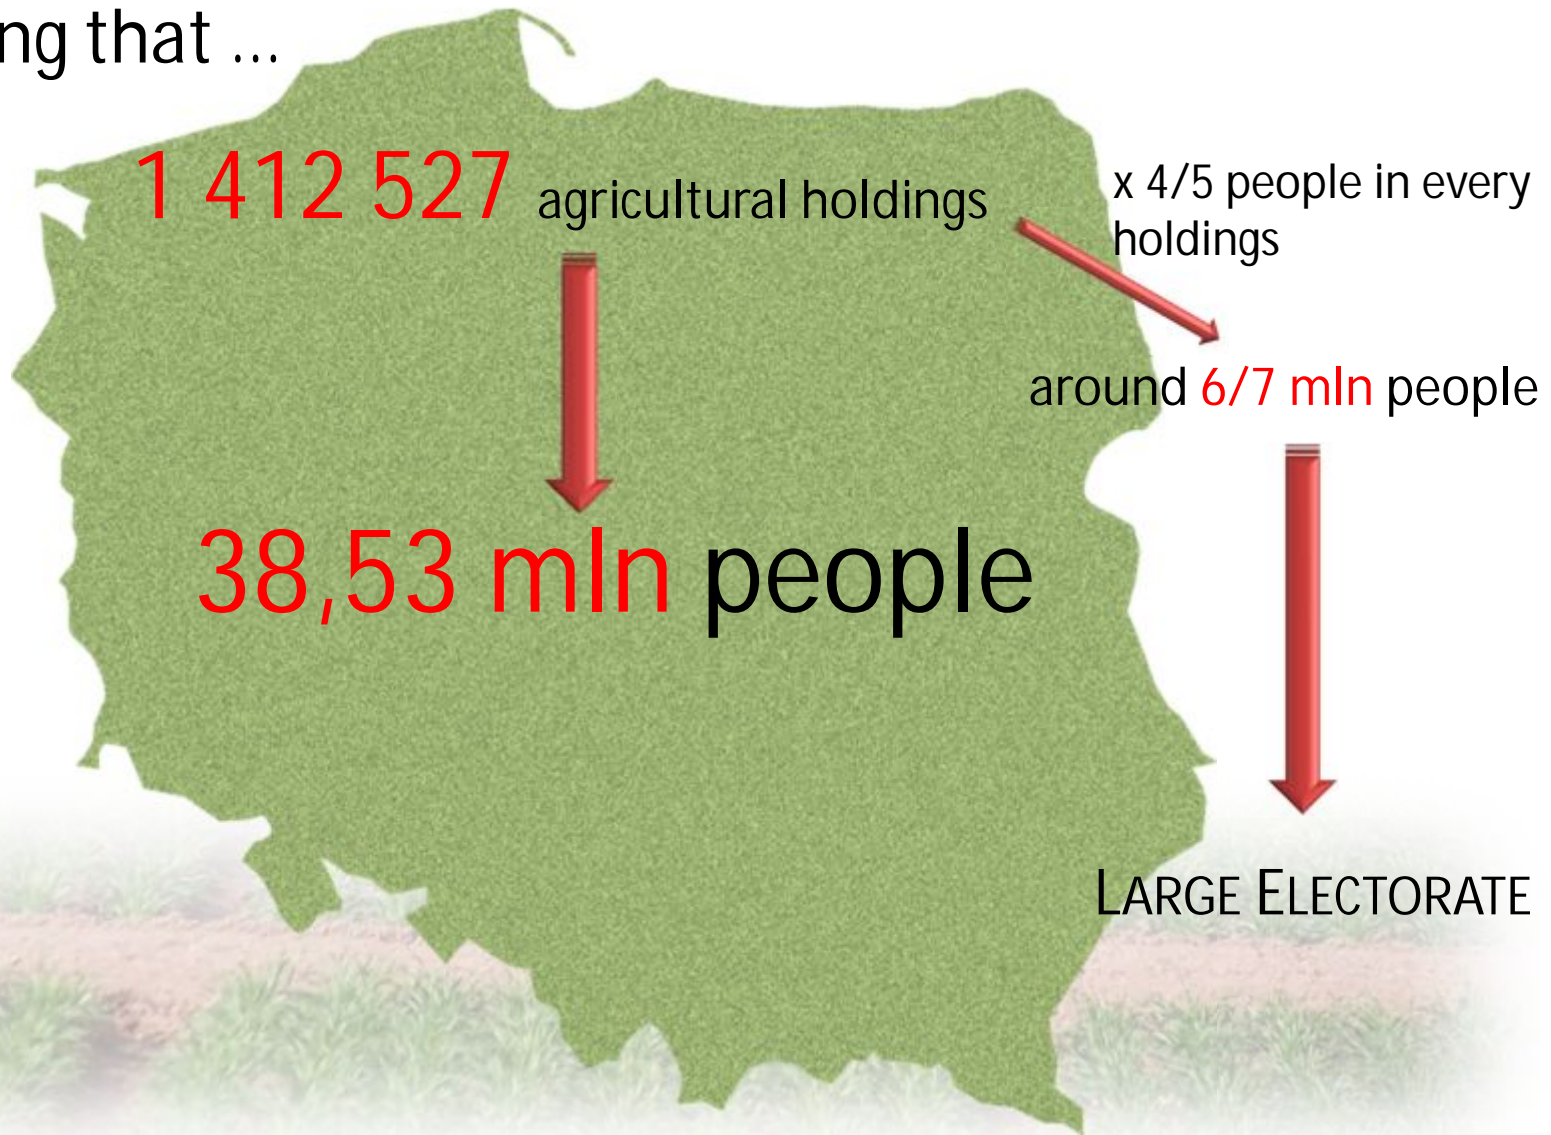 ng that ...
1 412 527 agricultural holdings
x 4/5 people in every
holdings
around 6/7 mln people
38,53 mln people
LARGE ELECTORATE